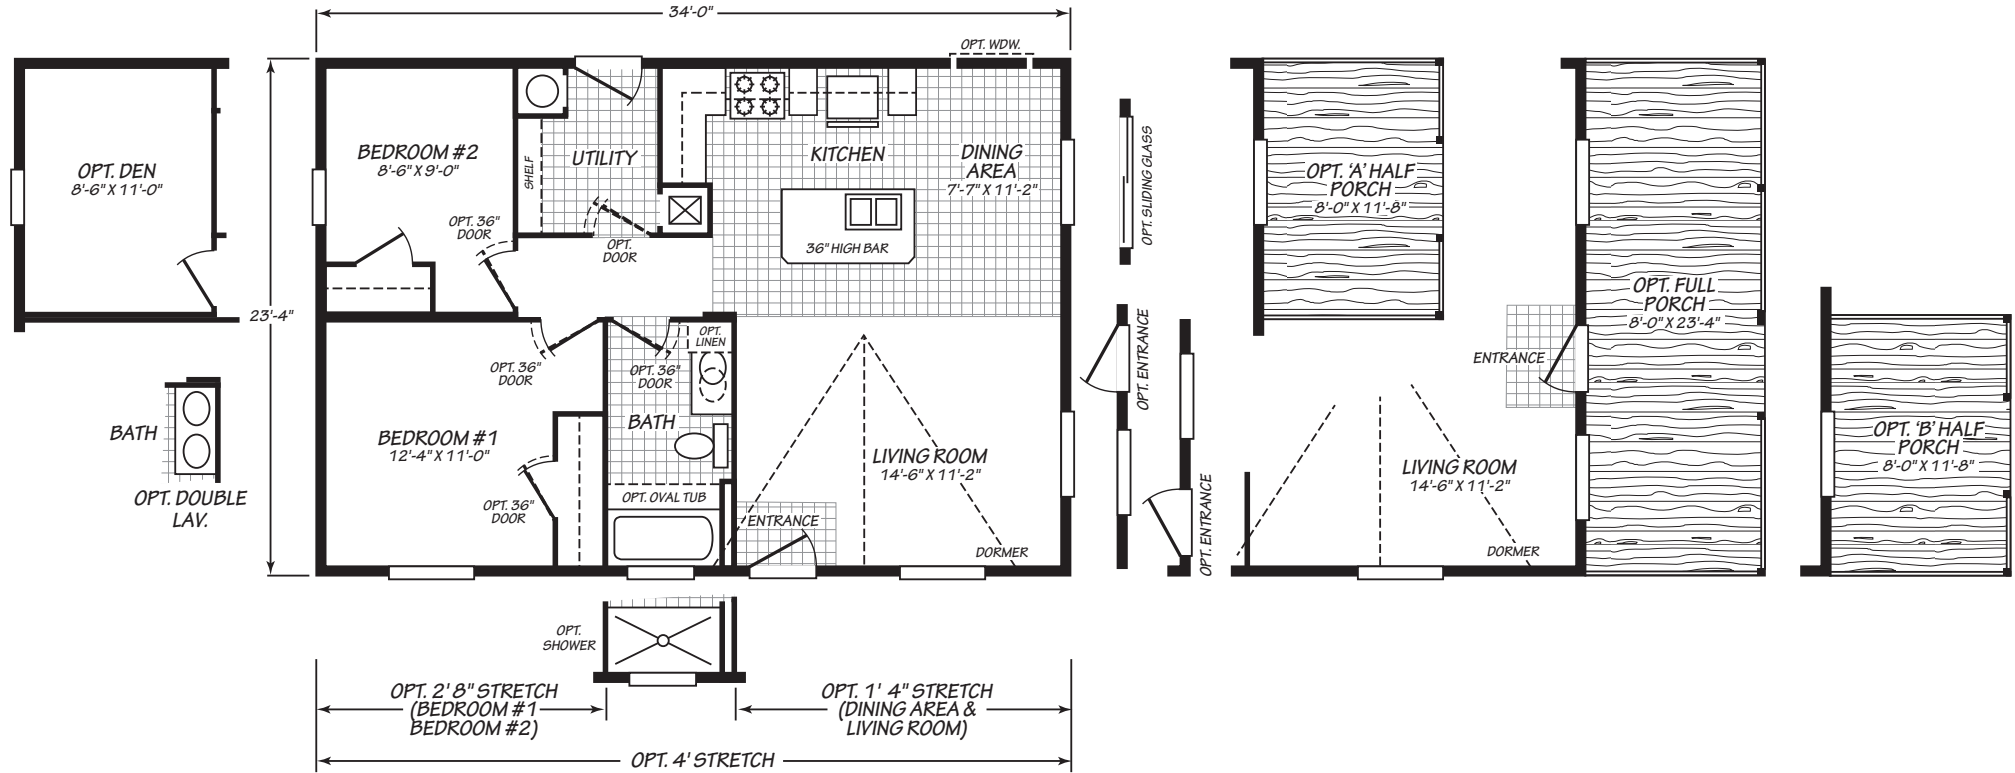 34'-0"
OPT. WDW.
OPT. DEN
8'-6" X 11'-0"
BEDROOM #2
8'-6" X 9'-0"
SHELF
UTILITY
KITCHEN
DINING
AREA
7'-7" X 11'-2"
OPT. SLIDING GLASS
OPT. 'A' HALF
PORCH
8'-0" X 11'-8"
OPT. 36"
DOOR
OPT.
DOOR
36" HIGH BAR
23'-4"
OPT. FULL
PORCH
8'-0" X 23'-4"
OPT. 36"
DOOR
OPT.
LINEN
OPT. 36"
DOOR
OPT. ENTRANCE
ENTRANCE
BATH
OPT. DOUBLE
LAV.
BEDROOM #1
12'-4" X 11'-0"
BATH
LIVING ROOM
14'-6" X 11'-2"
LIVING ROOM
14'-6" X 11'-2"
OPT. 'B' HALF
PORCH
8'-0" X 11'-8"
OPT. 36"
DOOR
OPT. OVAL TUB
ENTRANCE
DORMER
OPT. ENTRANCE
DORMER
OPT.
SHOWER
OPT. 2' 8" STRETCH
(BEDROOM #1
BEDROOM #2)
OPT. 1' 4" STRETCH
(DINING AREA &
LIVING ROOM)
OPT. 4' STRETCH